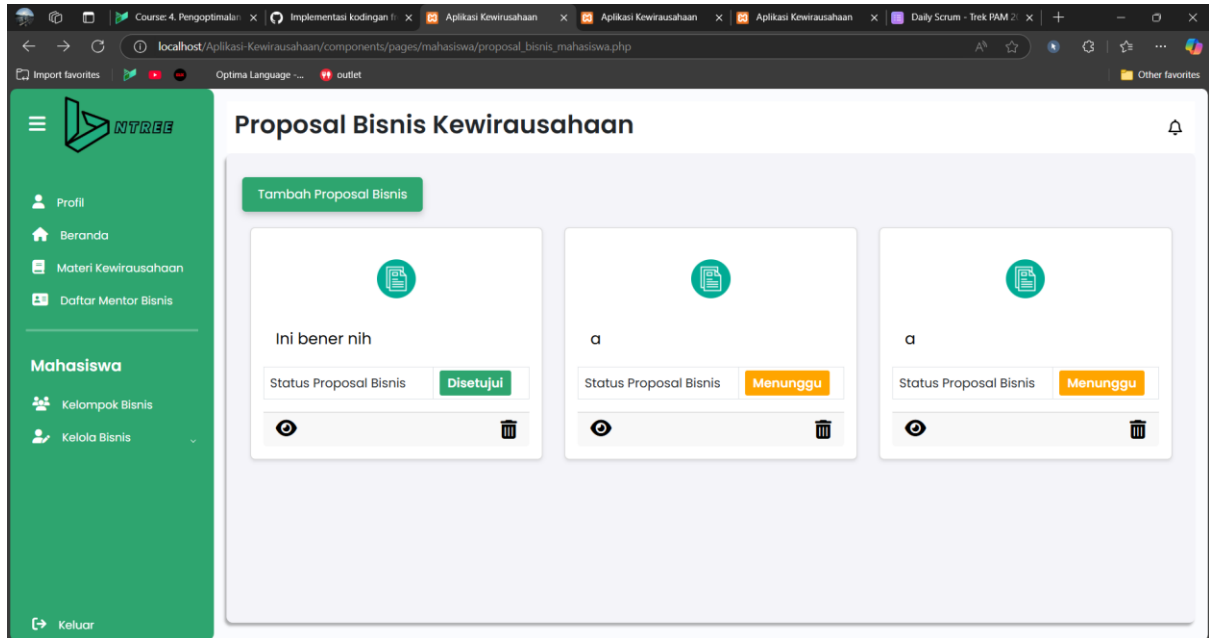 Course: 4. Pengoptimalan
Implementasi kodingan fr
Aplikasi Kewirausahaan
Aplikasi Kewirausahaan
Aplikasi Kewirausahaan
Daily Scrum - Trek PAM 2(
localhost/Aplikasi-Kewirausahaan/components/pages/mahasiswa/proposal_bisnis_mahasiswa.php
Import favorites
Optima Language -...
outlet
Other favorites
NTREE
Proposal Bisnis Kewirausahaan
Profil
Beranda
Materi Kewirausahaan
Daftar Mentor Bisnis
Mahasiswa
Kelompok Bisnis
Kelola Bisnis
Keluar
Tambah Proposal Bisnis
Ini bener nih
Status Proposal Bisnis Disetujui
a
Status Proposal Bisnis Menunggu
a
Status Proposal Bisnis Menunggu